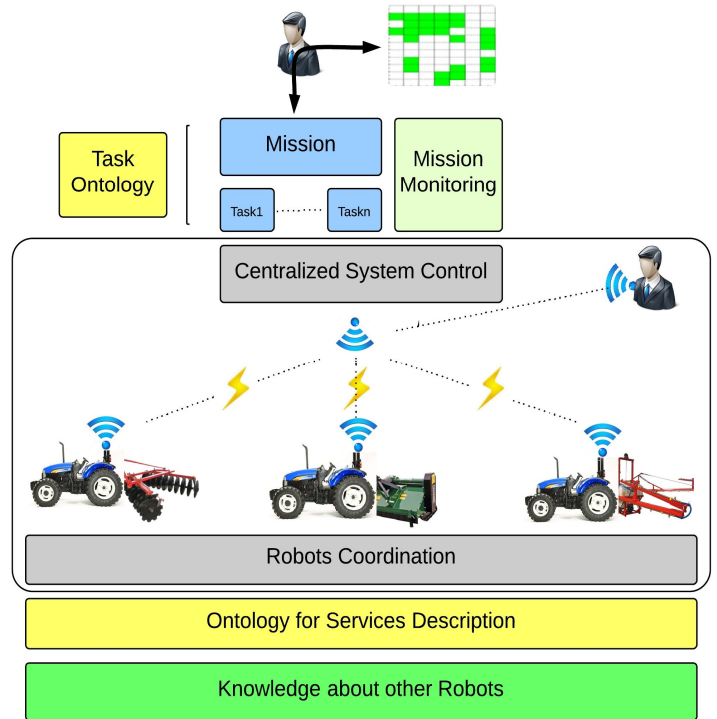 Task
Ontology
Mission
Mission
Monitoring
Task1
Taskn
Centralized System Control
Robots Coordination
Ontology for Services Description
Knowledge about other Robots